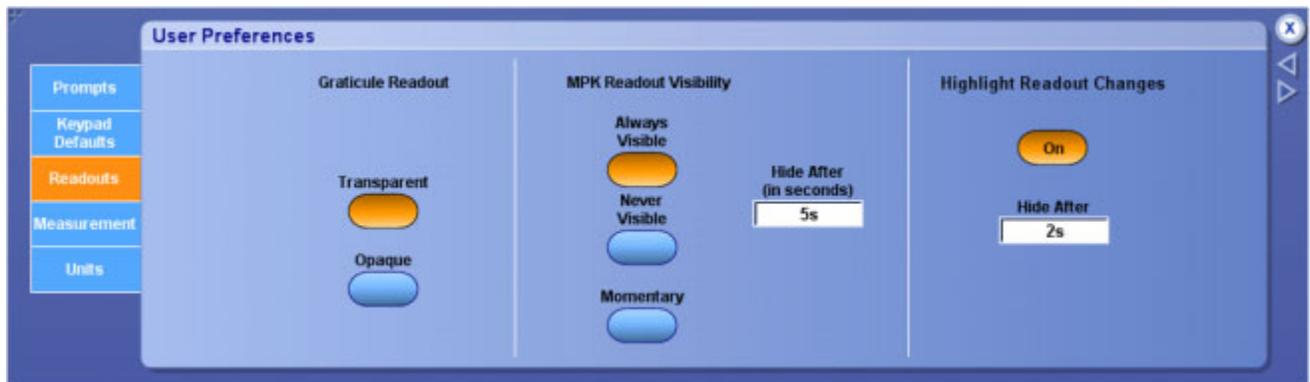 User Preferences
X
Prompts
Keypad
Defaults
Readouts
Measurement
Units
Graticule Readout
Transparent
Opaque
MPK Readout Visibility
Always
Visible
Never
Visible
Momentary
Hide After
(in seconds)
5s
Highlight Readout Changes
On
Hide After
2s